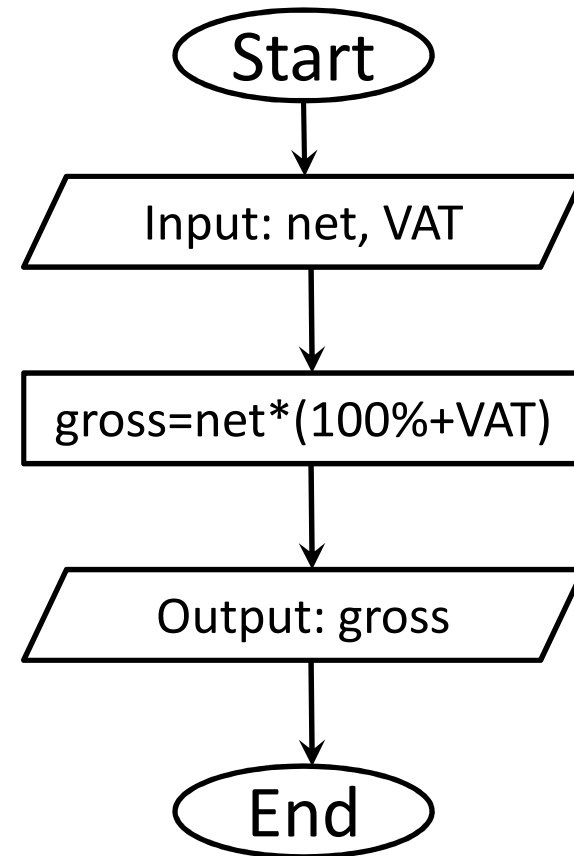 Start
Input: net, VAT
gross=net*(100%+VAT)
Output: gross
End